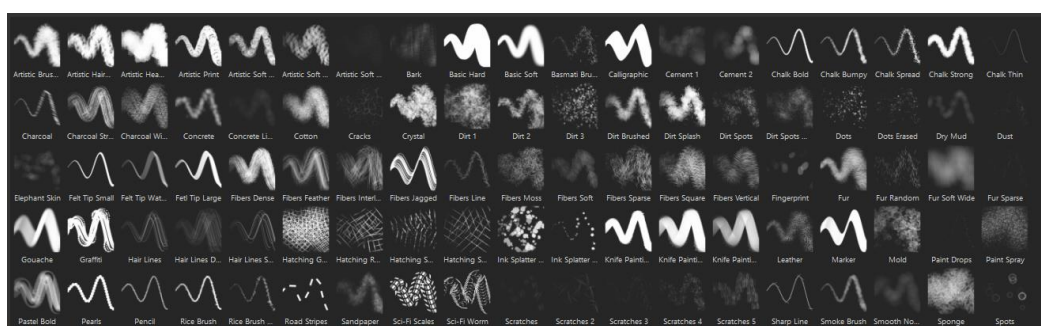 Artistic Brus... Artistic Hair... Artistic Hea... Artistic Print Artistic Soft ... Artistic Soft ... Artistic Soft ... Bark Basic Hard Basic Soft Basmati Bru... Calligraphic Cement 1 Cement 2 Chalk Bold Chalk Bumpy Chalk Spread Chalk Strong Chalk Thin
Charcoal Charcoal Str... Charcoal Wi... Concrete Concrete Li... Cotton Cracks Crystal Dirt 1 Dirt 2 Dirt 3 Dirt Brushed Dirt Splash Dirt Spots Dirt Spots ... Dots Dots Erased Dry Mud Dust
Elephant Skin Felt Tip Small Felt Tip Wat... Fetl Tip Large Fibers Dense Fibers Feather Fibers Interl... Fibers Jagged Fibers Line Fibers Moss Fibers Soft Fibers Sparse Fibers Square Fibers Vertical Fingerprint Fur Fur Random Fur Soft Wide Fur Sparse
Gouache Graffiti Hair Lines Hair Lines D... Hair Lines S... Hatching G... Hatching R... Hatching S... Hatching S... Ink Splatter ... Ink Splatter ... Knife Painti... Knife Painti... Knife Painti... Leather Marker Mold Paint Drops Paint Spray
Pastel Bold Pearls Pencil Rice Brush Rice Brush ... Road Stripes Sandpaper Sci-Fi Scales Sci-Fi Worm Scratches Scratches 2 Scratches 3 Scratches 4 Scratches 5 Sharp Line Smoke Brush Smooth No... Sponge Spots